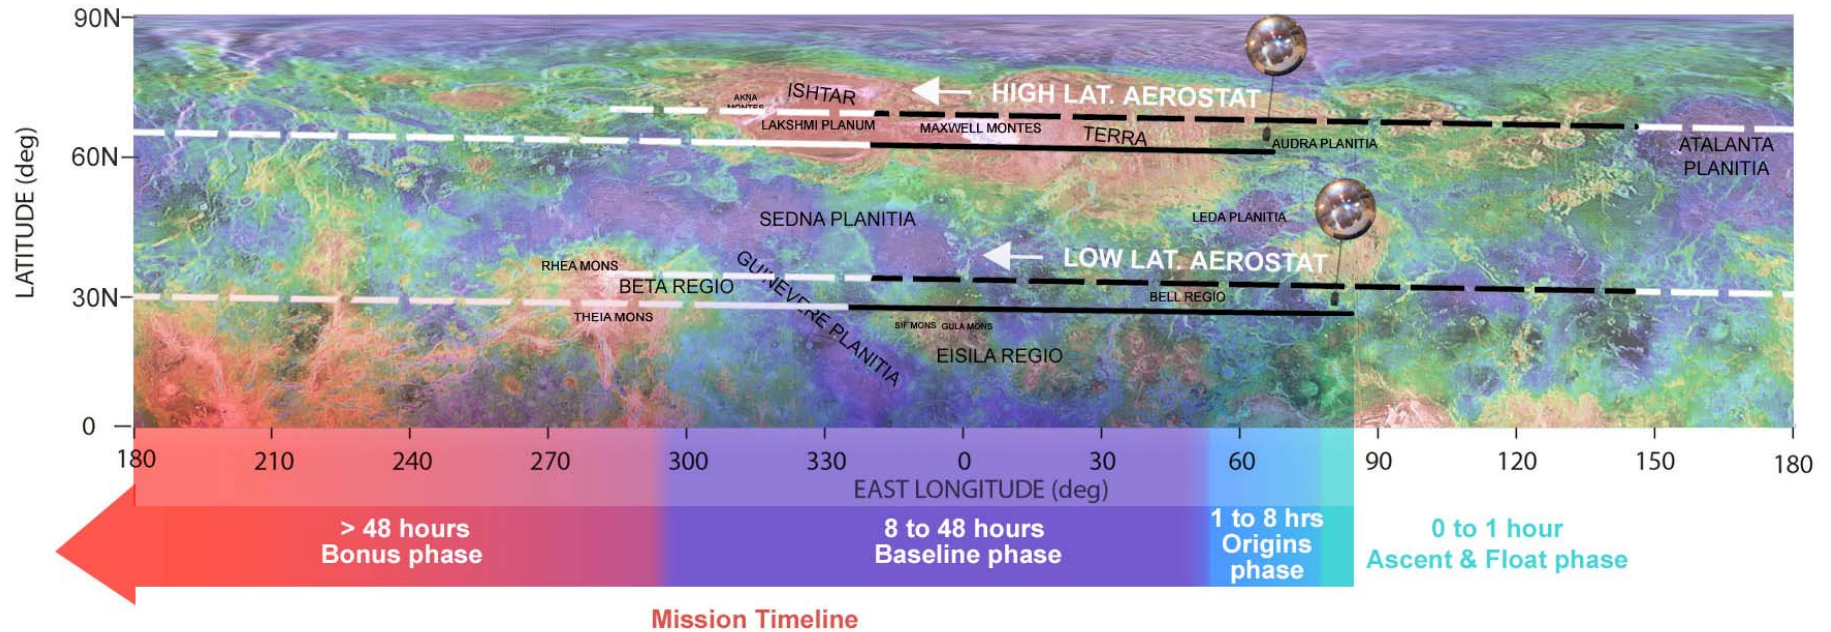 90N
60N
30N
0
LATITUDE (deg)
AKNA
MONTES
ISHTAR
HIGH LAT. AEROSTAT
LAKSHMI PLANUM
MAXWELL MONTES
TERRA
AUDRA PLANITIA
ATALANTA
PLANITIA
SEDNA PLANITIA
LEDA PLANITIA
LOW LAT. AEROSTAT
RHEA MONS
BETA REGIO
GUINEVERE PLANITIA
BELL REGIO
THEIA MONS
SIF MONS GULA MONS
EISILA REGIO
180 210 240 270 300 330 0 30 60 90 120 150 180
EAST LONGITUDE (deg)
> 48 hours
Bonus phase
8 to 48 hours
Baseline phase
1 to 8 hrs
Origins
phase
0 to 1 hour
Ascent & Float phase
Mission Timeline